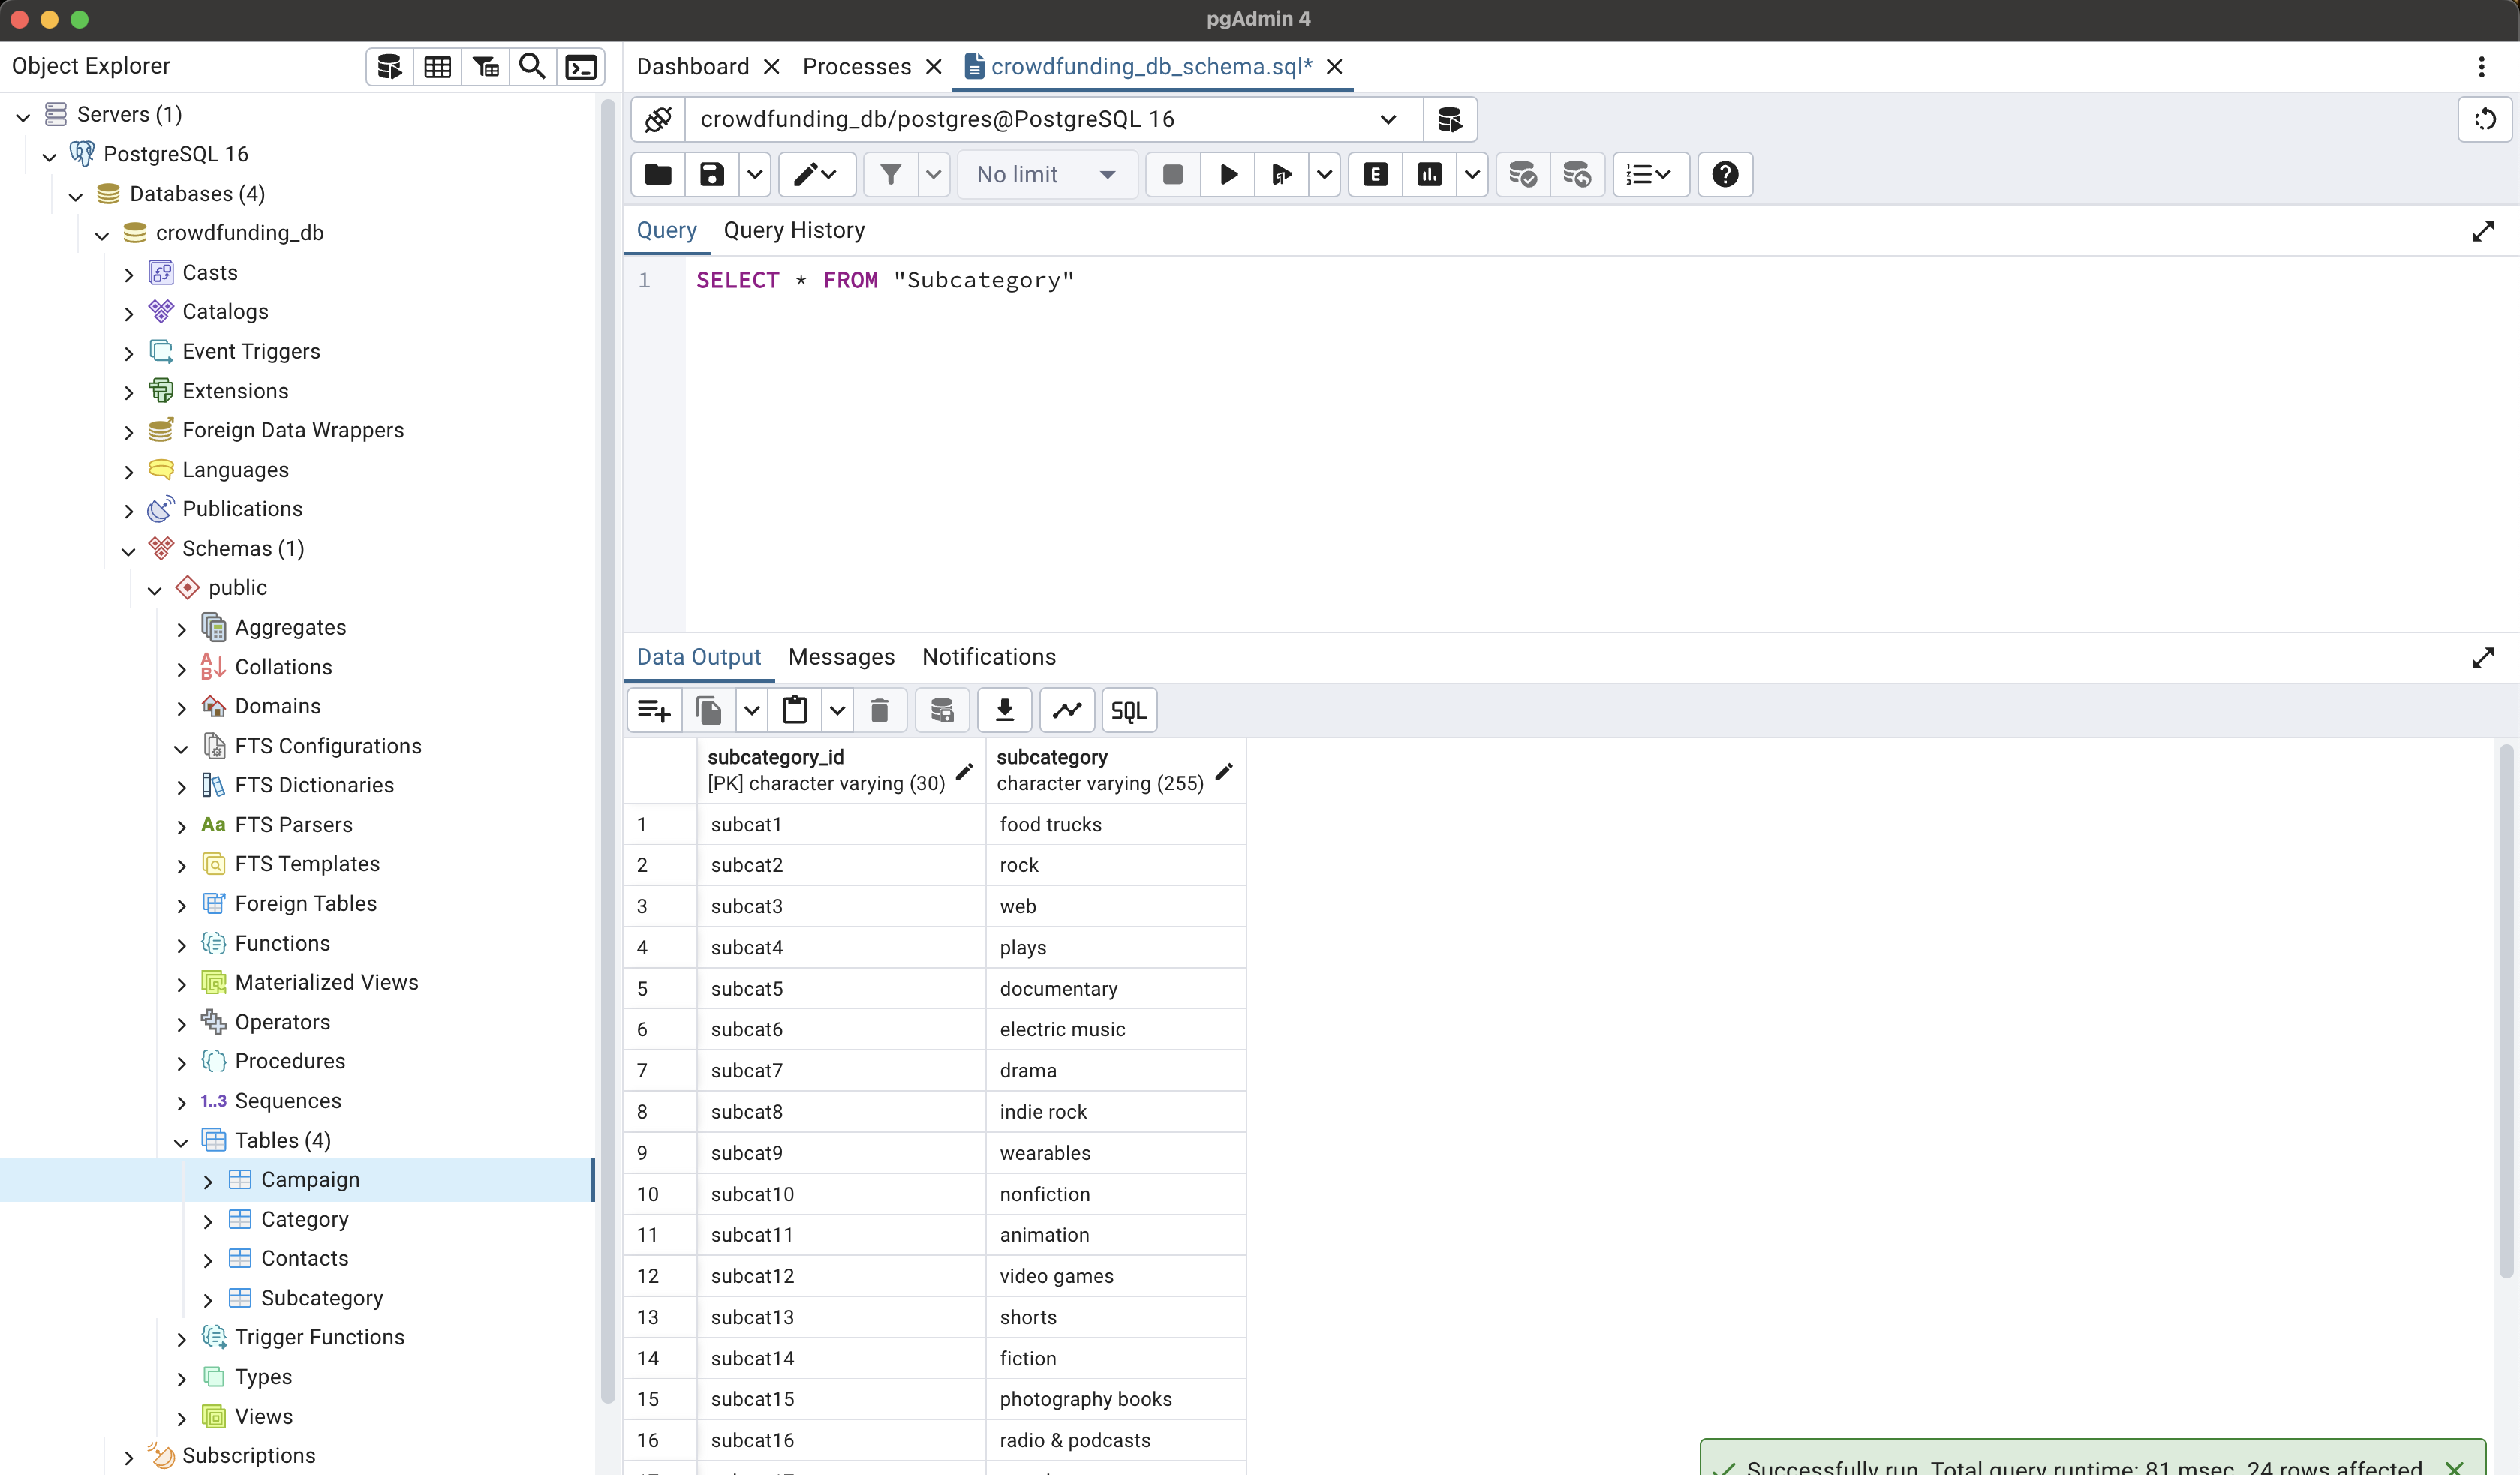 pgAdmin 4
Object Explorer
Dashboard
Processes
crowdfunding_db_schema.sql*
Servers (1)
PostgreSQL 16
Databases (4)
crowdfunding_db
Casts
Catalogs
Event Triggers
Extensions
Foreign Data Wrappers
Languages
Publications
Schemas (1)
public
Aggregates
Collations
Domains
FTS Configurations
FTS Dictionaries
Aa FTS Parsers
FTS Templates
Foreign Tables
Functions
Materialized Views
Operators
Procedures
1..3 Sequences
Tables (4)
Campaign
Category
Contacts
Subcategory
Trigger Functions
Types
Views
Subscriptions
crowdfunding_db/postgres@PostgreSQL 16
No limit
E
Query
Query History
1 SELECT * FROM "Subcategory"
Data Output
Messages
Notifications
SQL
subcategory_id
[PK] character varying (30)
subcategory
character varying (255)
1 subcat1 food trucks
2 subcat2 rock
3 subcat3 web
4 subcat4 plays
5 subcat5 documentary
6 subcat6 electric music
7 subcat7 drama
8 subcat8 indie rock
9 subcat9 wearables
10 subcat10 nonfiction
11 subcat11 animation
12 subcat12 video games
13 subcat13 shorts
14 subcat14 fiction
15 subcat15 photography books
16 subcat16 radio & podcasts
Successfully run. Total query runtime: 81 msec. 24 rows affected.